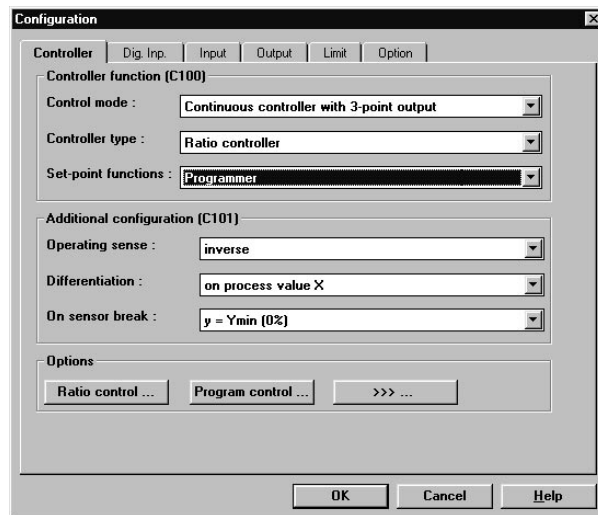 Configuration
Controller Dig. Inp. Input Output Limit Option
Controller function (C100)
Control mode : Continuous controller with 3-point output
Controller type : Ratio controller
Set-point functions : Programmer
Additional configuration (C101)
Operating sense : inverse
Differentiation : on process value X
On sensor break : y = Ymin (0%)
Options
Ratio control ... Program control ... >>> ...
OK Cancel Help